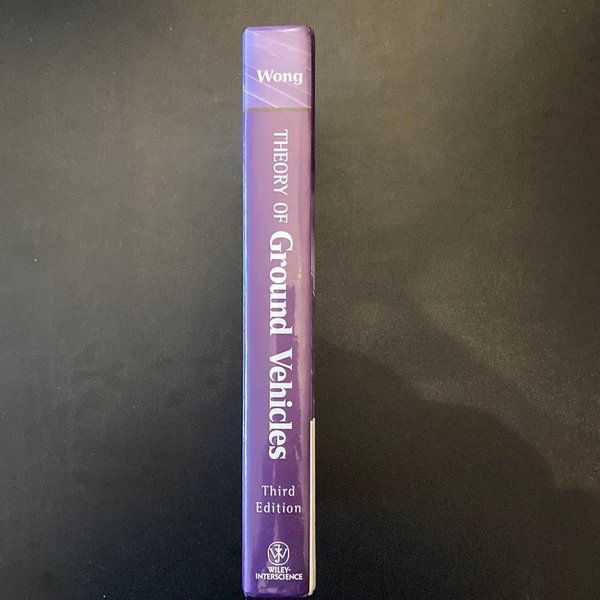 Wong
THEORY OF Ground Vehicles
Third
Edition
WILEY-
INTERSCIENCE